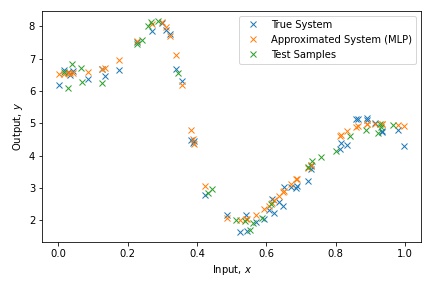 True System
Approximated System (MLP)
Test Samples
8
7
6
5
4
3
2
Output, y
0.0 0.2 0.4 0.6 0.8 1.0
Input, x